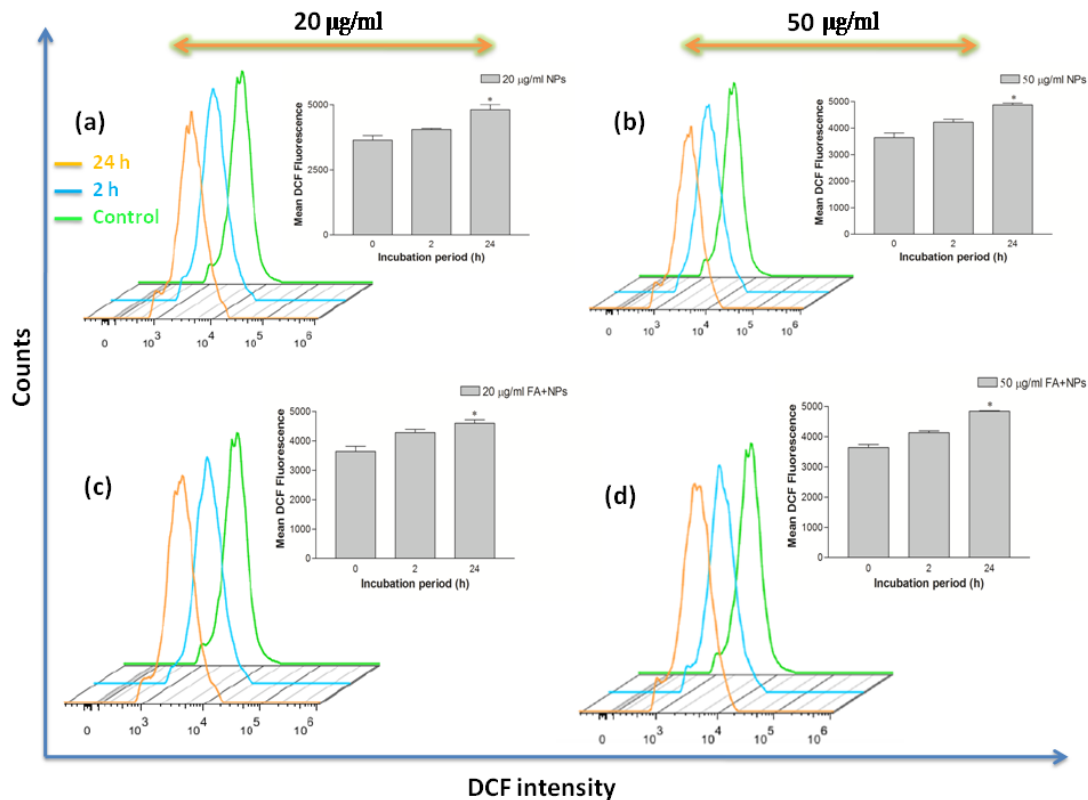 20 µg/ml
50 µg/ml
(a)
24 h
2 h
Control
20 µg/ml NPs
Mean DCF Fluorescence
5000
*
2500
0
0 2 24
Incubation period (h)
0 10³ 10⁴ 10⁵ 10⁶
(b)
50 µg/ml NPs
Mean DCF Fluorescence
5000
*
4000
3000
2000
1000
0
0 2 24
Incubation period (h)
0 10³ 10⁴ 10⁵ 10⁶
Counts
(c)
20 µg/ml FA+NPs
Mean DCF Fluorescence
5000
*
4000
3000
2000
1000
0
0 2 24
Incubation period (h)
0 10³ 10⁴ 10⁵ 10⁶
(d)
50 µg/ml FA+NPs
Mean DCF Fluorescence
5000
*
4000
3000
2000
1000
0
0 2 24
Incubation period (h)
0 10³ 10⁴ 10⁵ 10⁶
DCF intensity